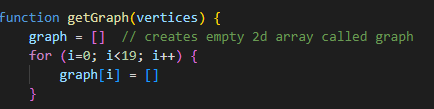 function getGraph(vertices) {
    graph = []  // creates empty 2d array called graph
    for (i=0; i<19; i++) {
        graph[i] = []
    }